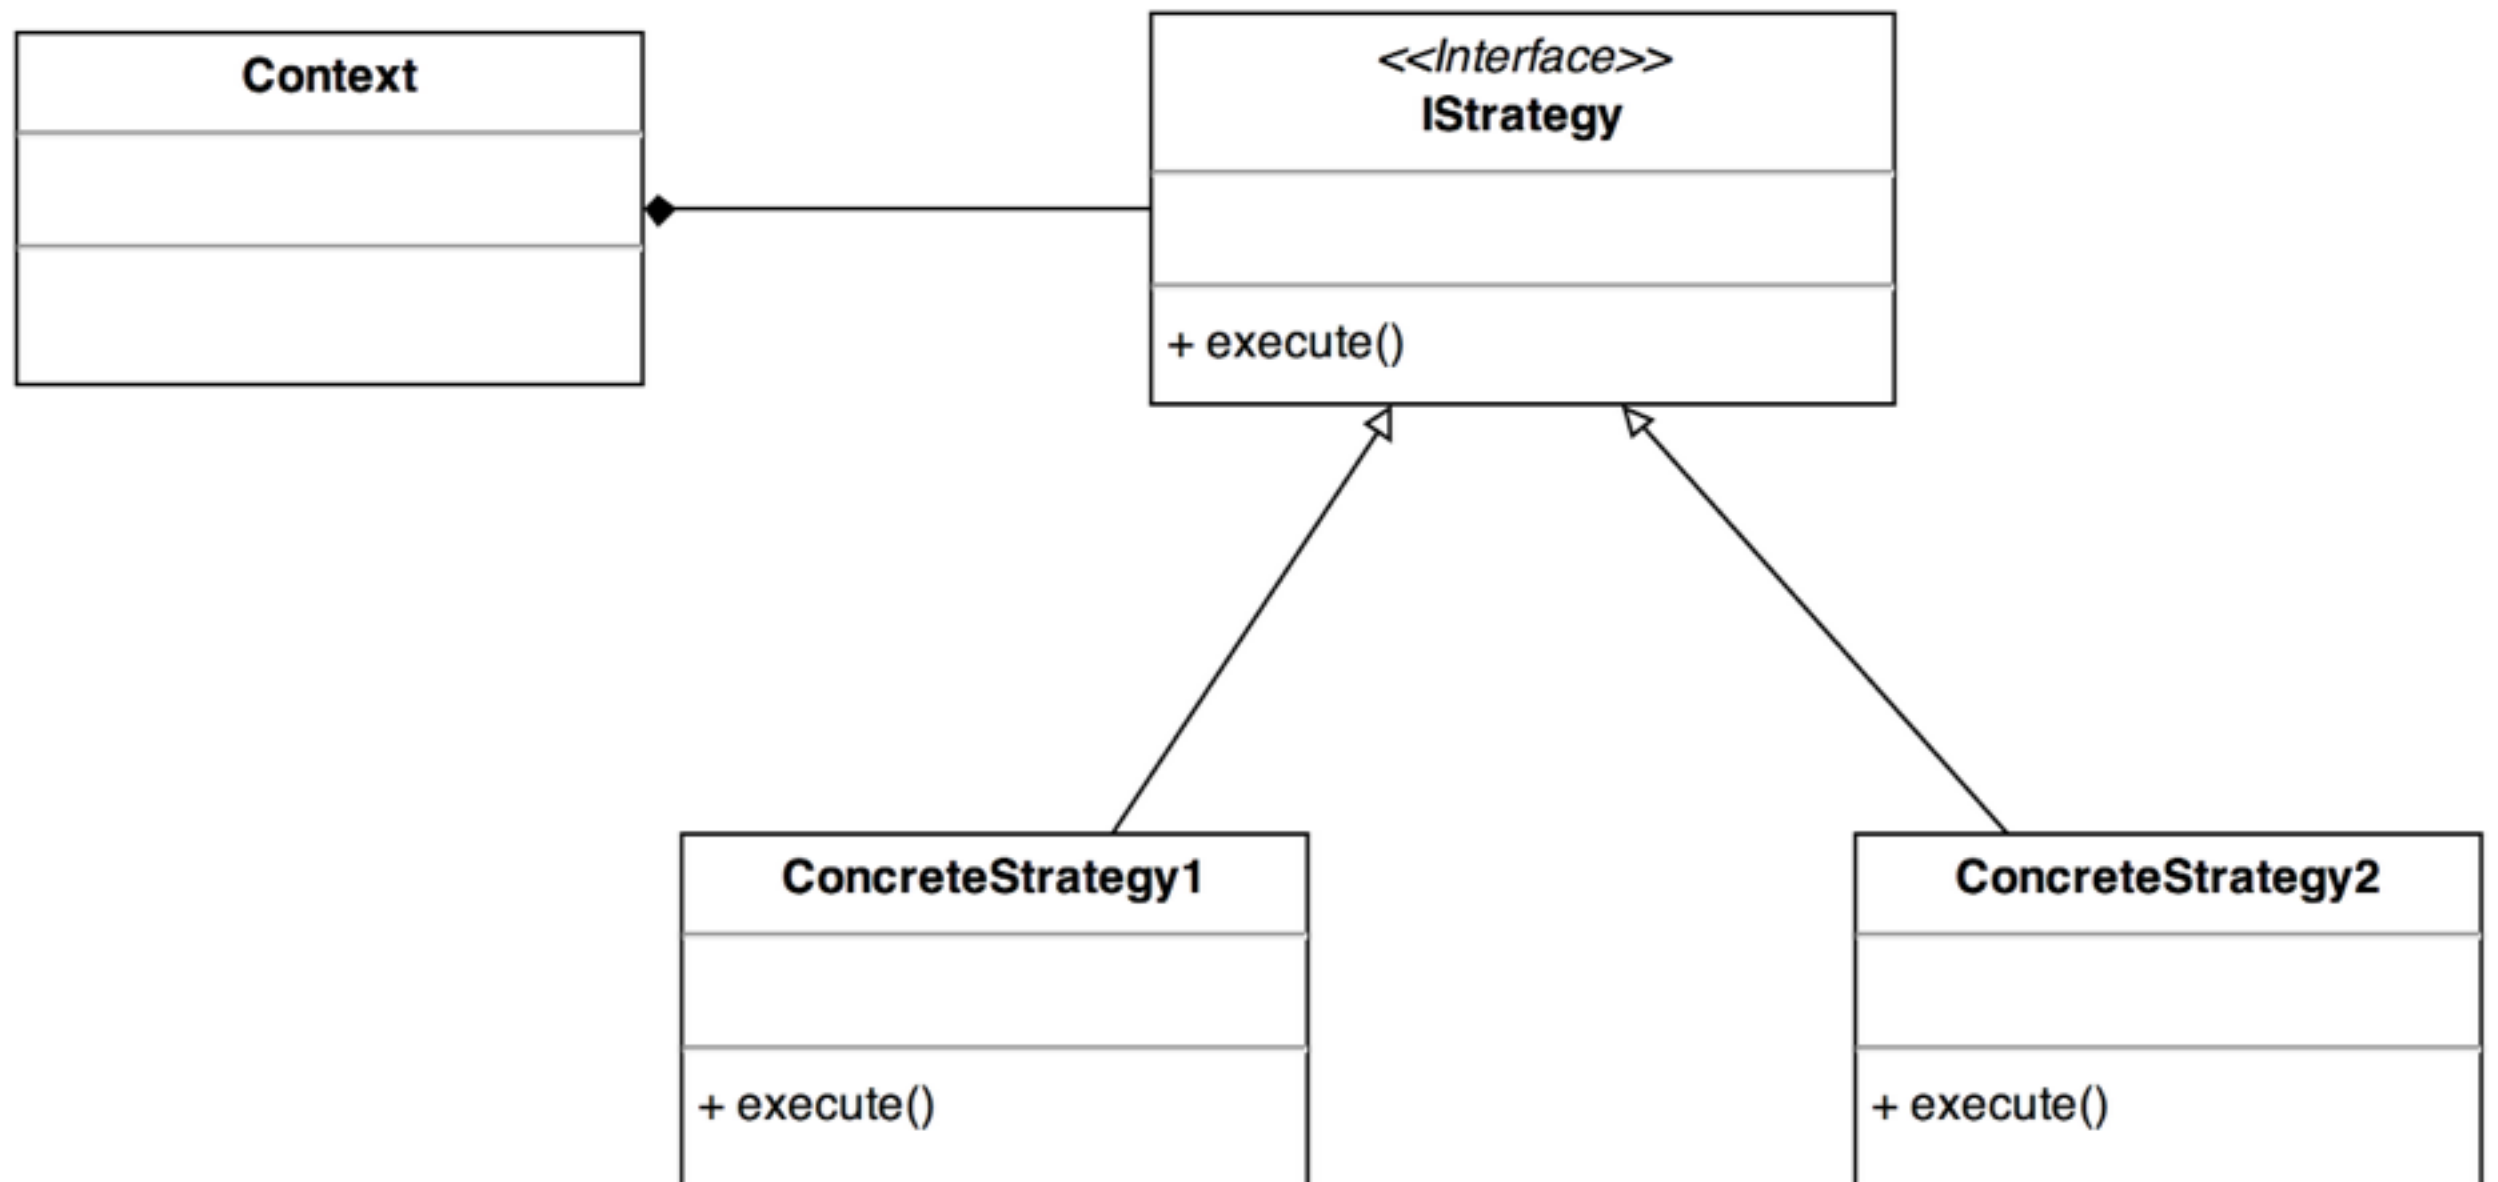 Context
<<Interface>>
IStrategy
+ execute()
ConcreteStrategy1
+ execute()
ConcreteStrategy2
+ execute()